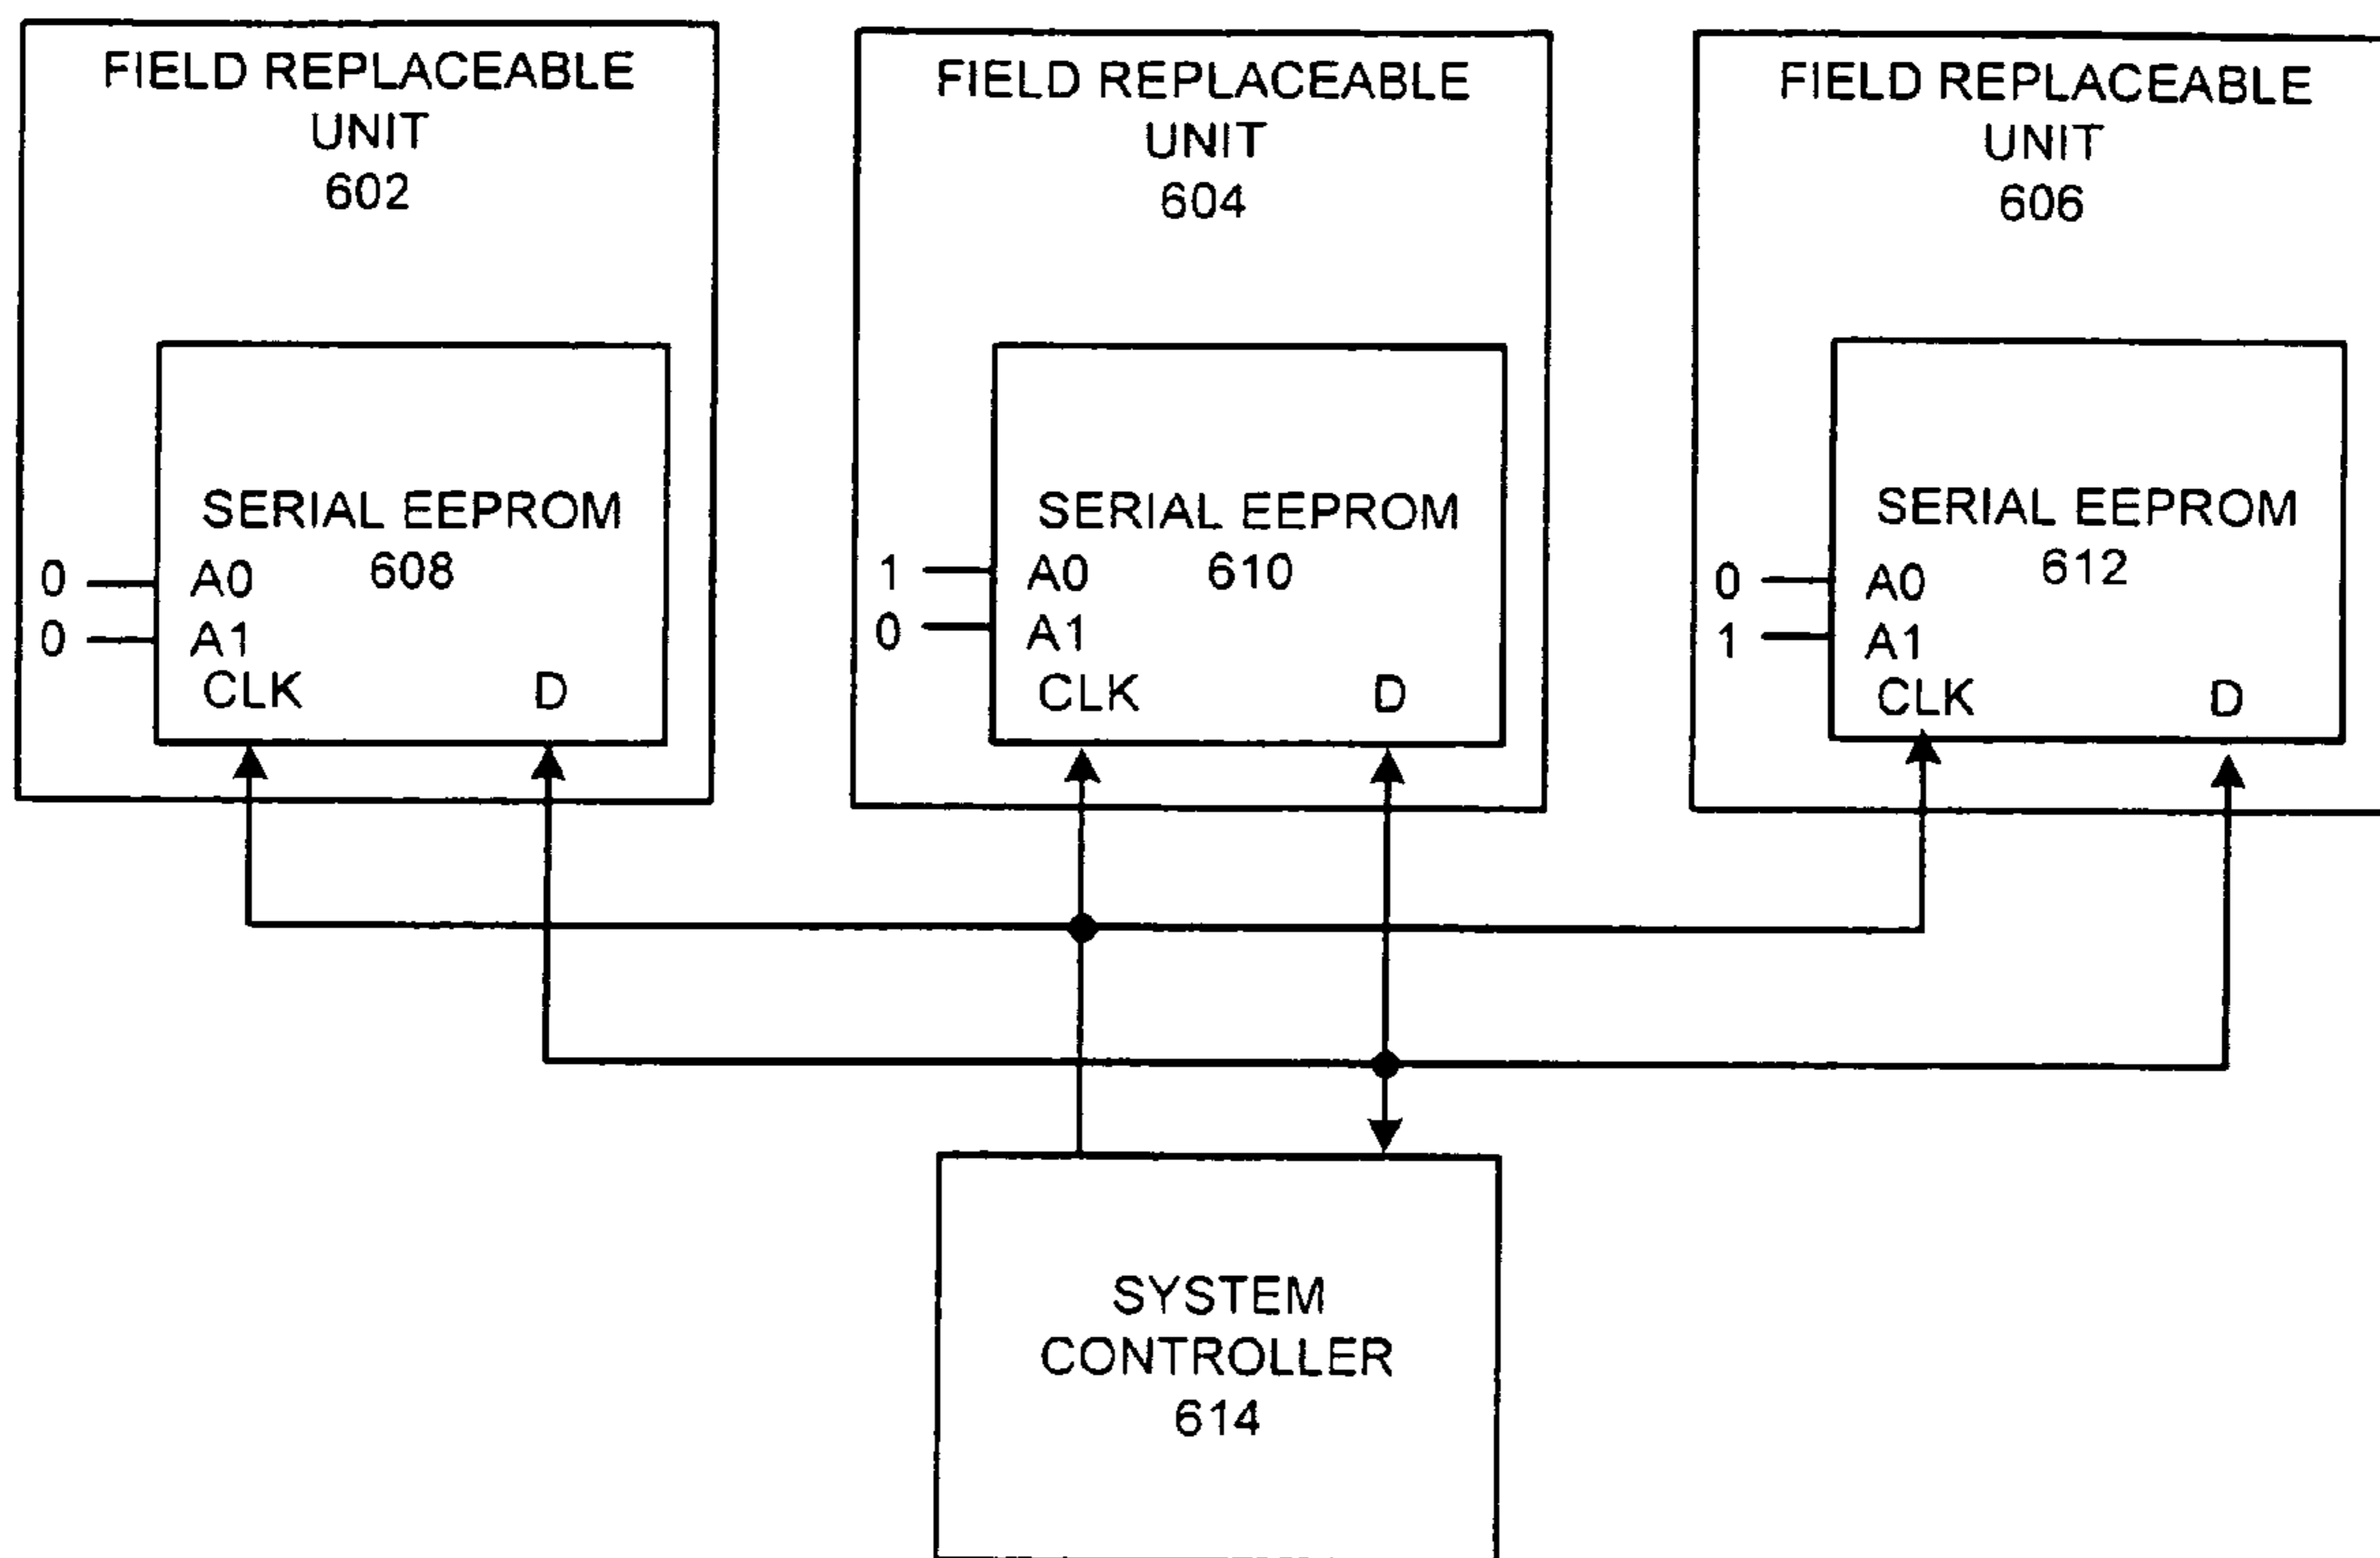 FIELD REPLACEABLE
UNIT
602
SERIAL EEPROM
608
0 A0
0 A1
CLK D
FIELD REPLACEABLE
UNIT
604
SERIAL EEPROM
610
1 A0
0 A1
CLK D
FIELD REPLACEABLE
UNIT
606
SERIAL EEPROM
612
0 A0
1 A1
CLK D
SYSTEM
CONTROLLER
614